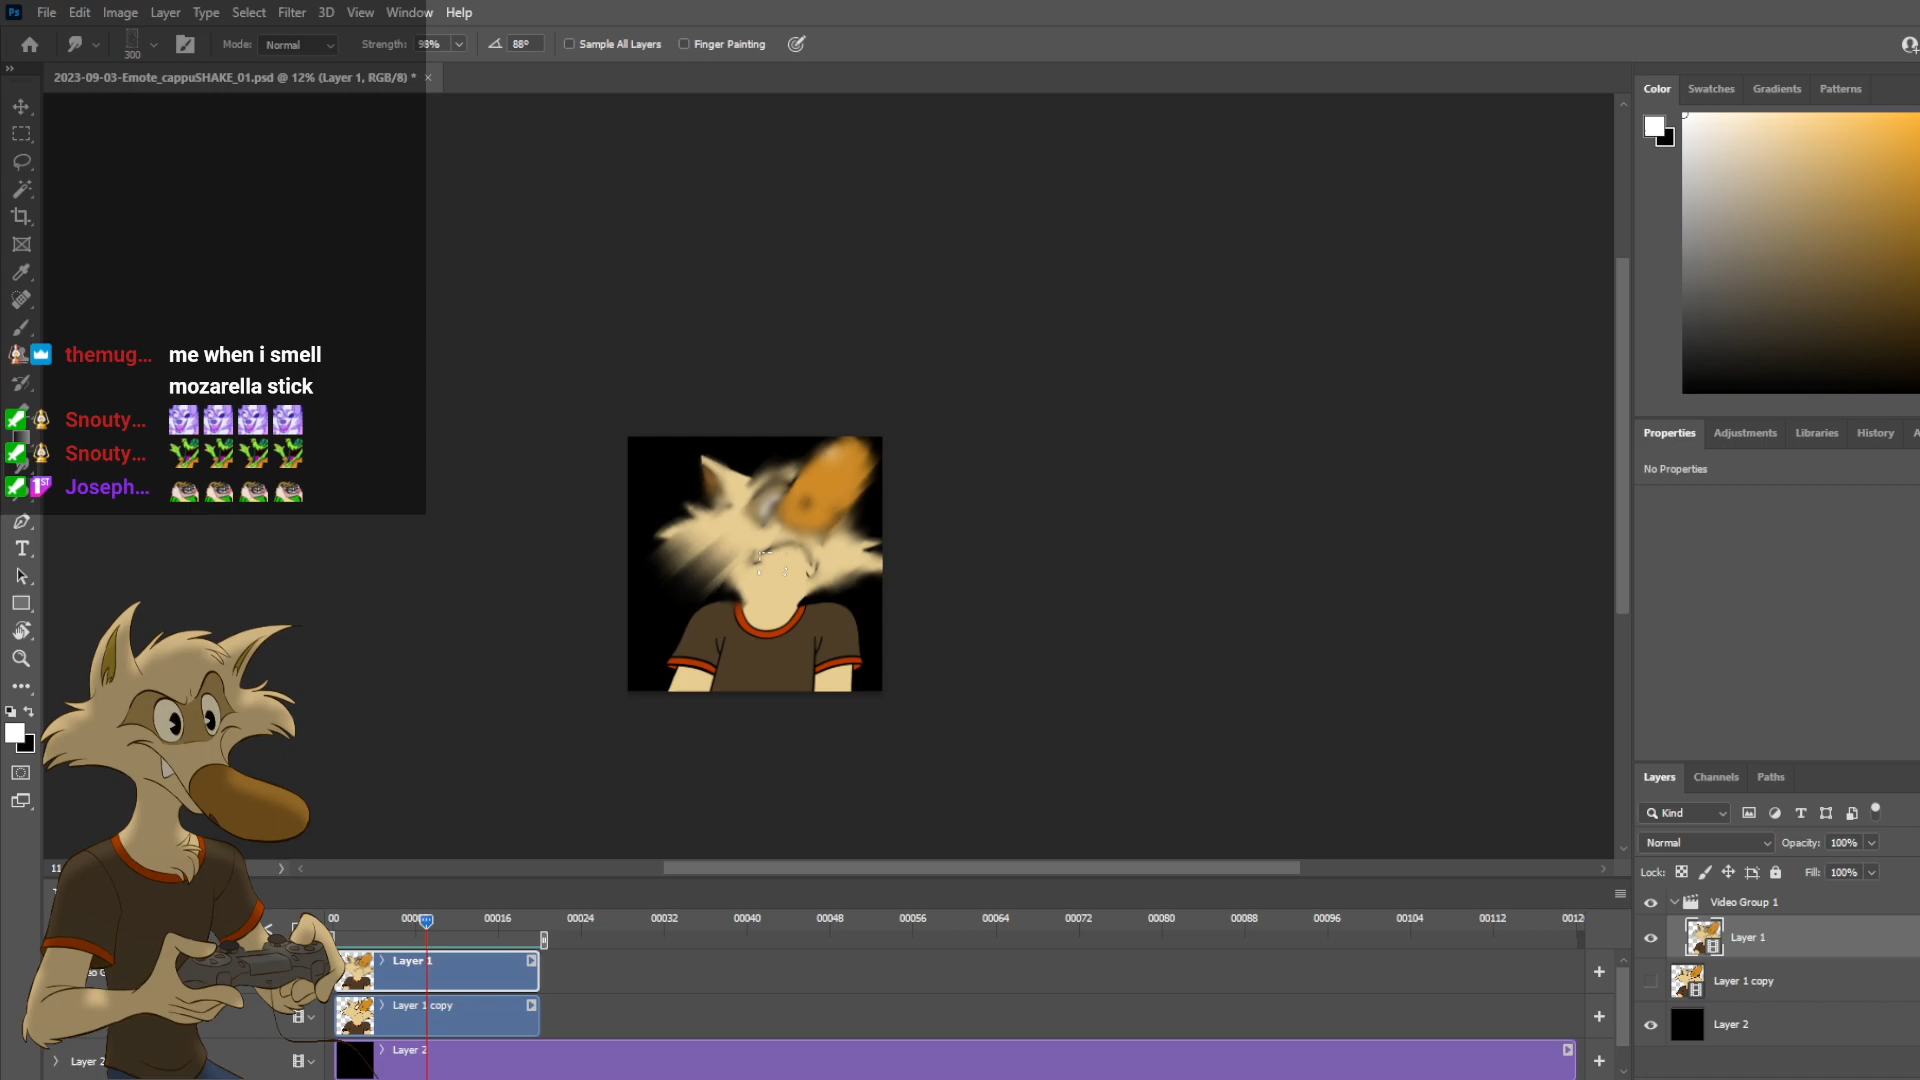 Ps File Edit Image Layer Type Select Filter 3D View Window Help
300 Mode: Normal Strength: 98% 88° Sample All Layers Finger Painting
2023-09-03-Emote_cappuSHAKE_01.psd @ 12% (Layer 1, RGB/8) *
Color Swatches Gradients Patterns
themug... me when i smell
mozarella stick
Snouty...
Snouty...
1ST Joseph...
Properties Adjustments Libraries History
No Properties
Layers Channels Paths
Kind
Normal Opacity: 100%
Lock: Fill: 100%
Video Group 1
Layer 1
Layer 1 copy
Layer 2
00 00016 00024 00032 00040 00048 00056 00064 00072 00080 00088 00096 00104 00112 0012
Layer 1
Layer 1 copy
Layer 2 Layer 2